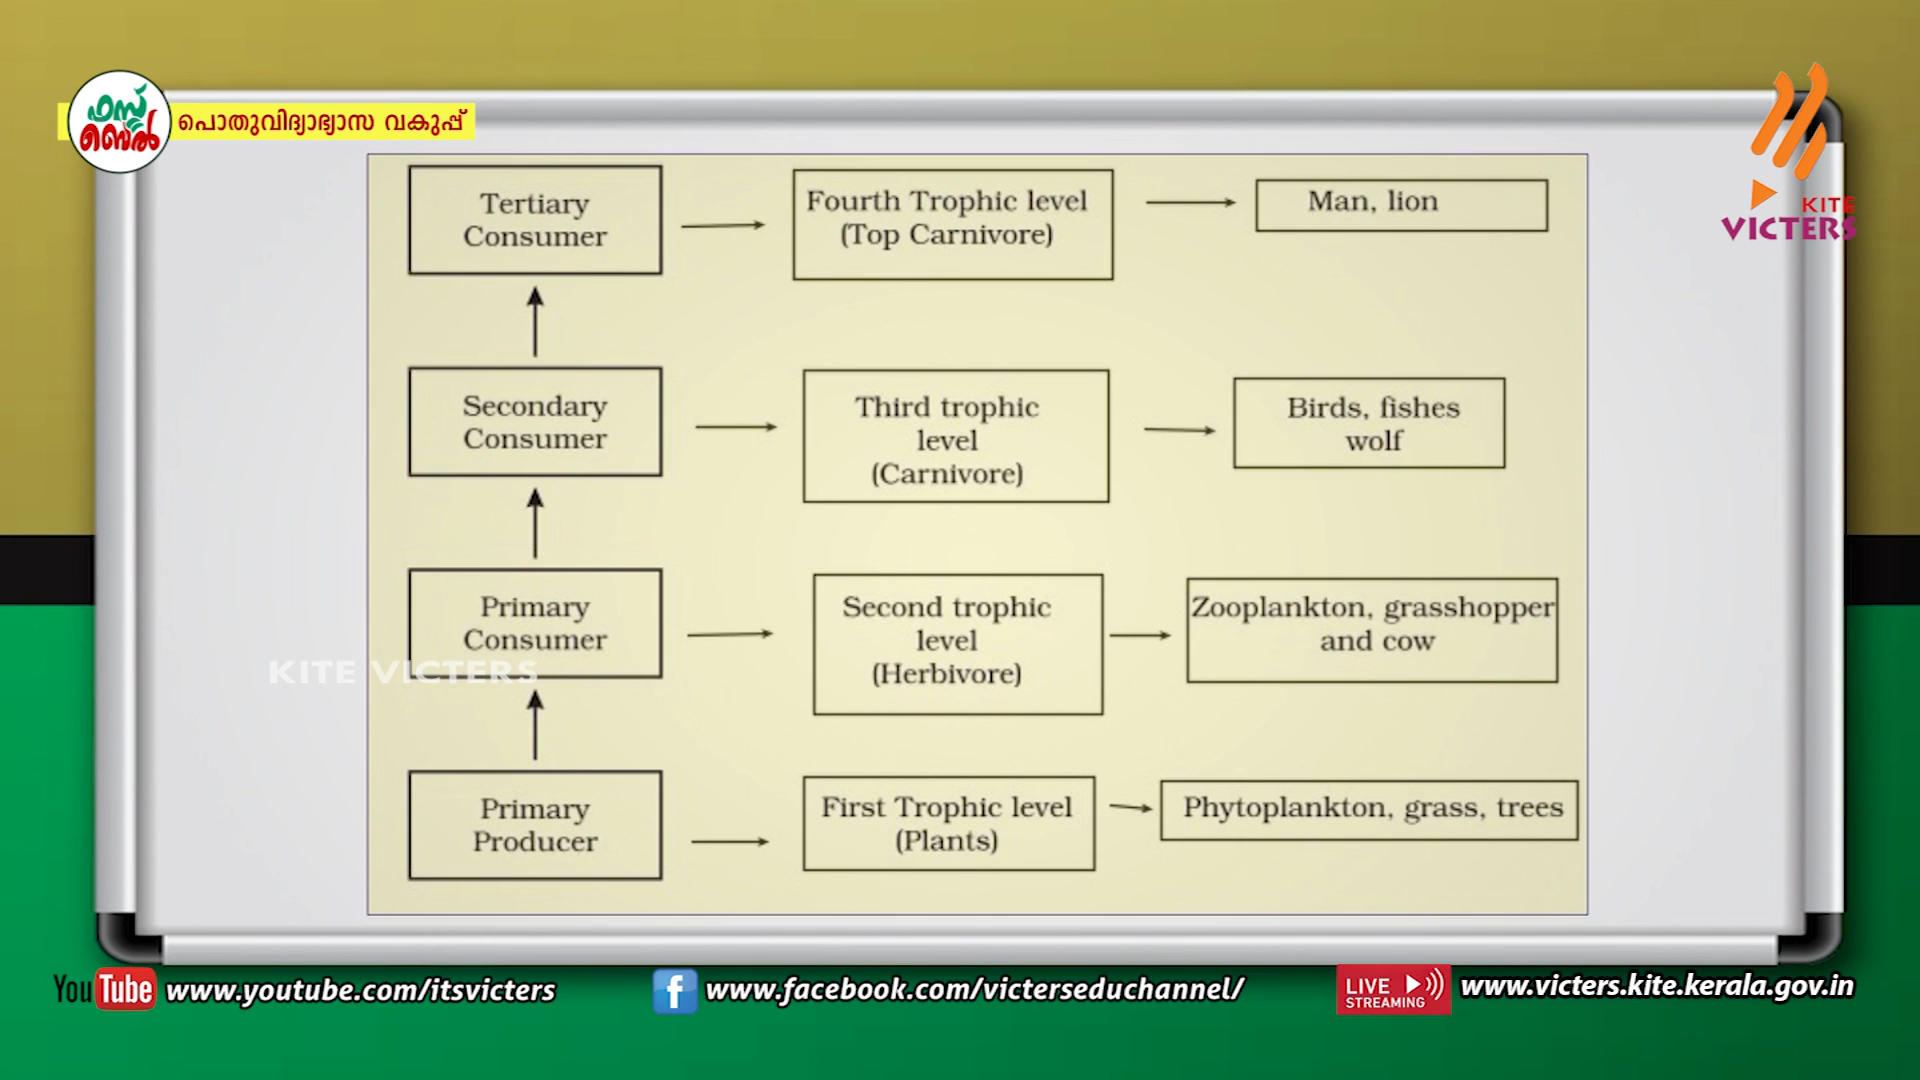 ഫസ്റ്റ്
ബെൽ
പൊതുവിദ്യാഭ്യാസ വകുപ്പ്
KITE
VICTERS
Tertiary
Consumer
Fourth Trophic level
(Top Carnivore)
Man, lion
Secondary
Consumer
Third trophic
level
(Carnivore)
Birds, fishes
wolf
Primary
Consumer
Second trophic
level
(Herbivore)
Zooplankton, grasshopper
and cow
KITE VICTERS
Primary
Producer
First Trophic level
(Plants)
Phytoplankton, grass, trees
YouTube www.youtube.com/itsvicters
f www.facebook.com/victerseduchannel/
LIVE
STREAMING
www.victers.kite.kerala.gov.in